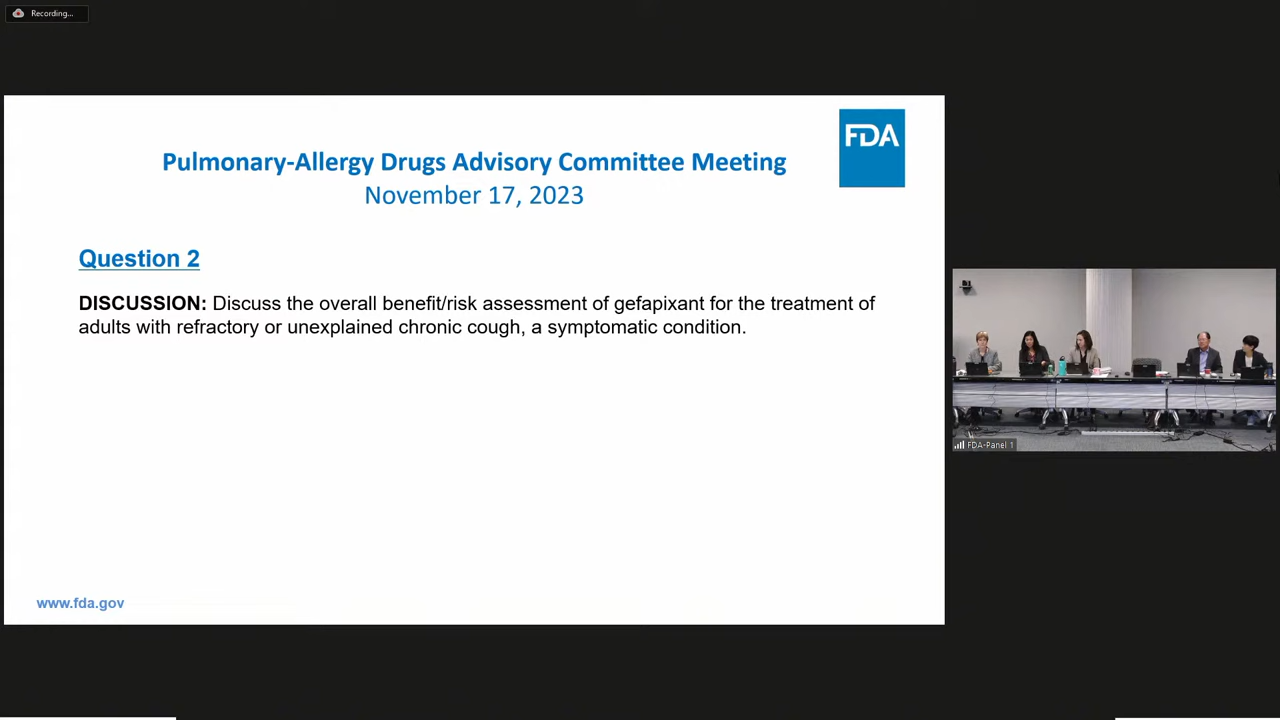 Recording...
FDA
Pulmonary-Allergy Drugs Advisory Committee Meeting
November 17, 2023
Question 2
DISCUSSION: Discuss the overall benefit/risk assessment of gefapixant for the treatment of
adults with refractory or unexplained chronic cough, a symptomatic condition.
FDA-Panel 1
www.fda.gov